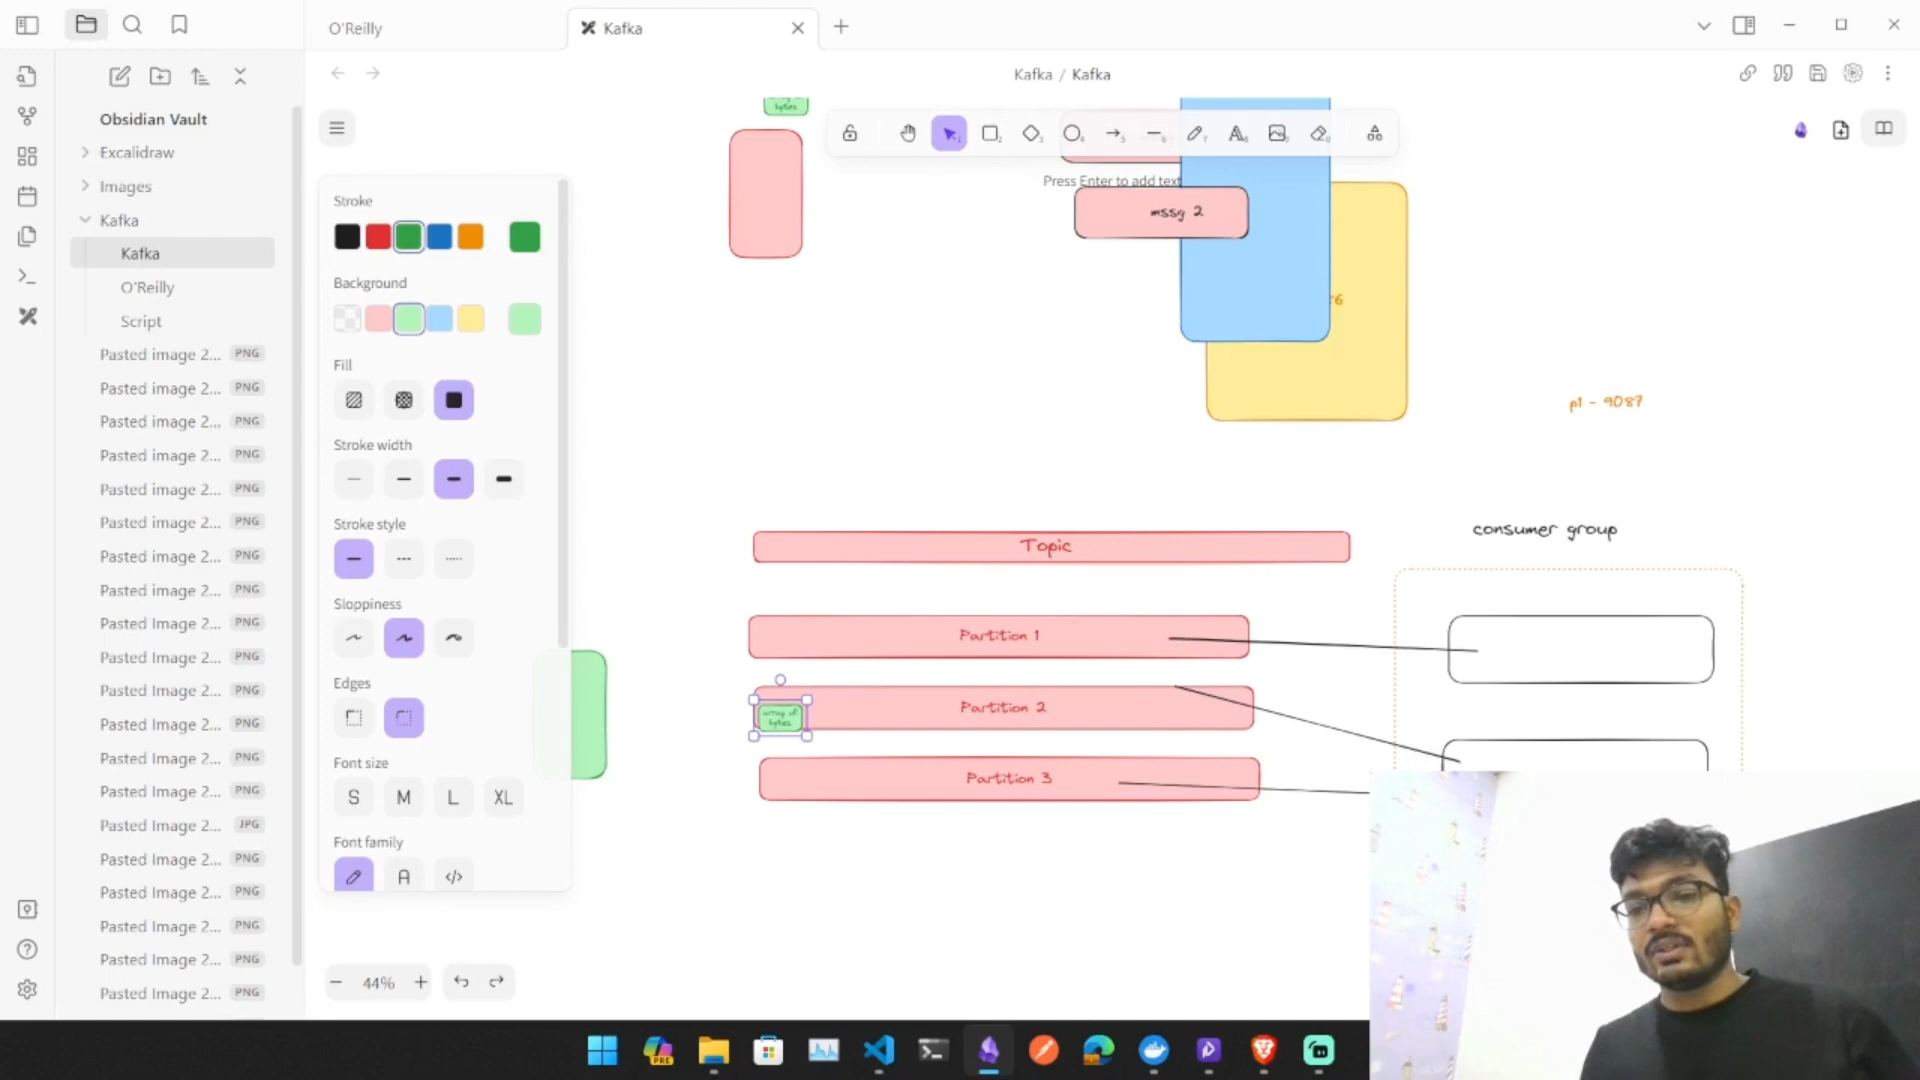 O'Reilly
Kafka
Kafka / Kafka
Obsidian Vault
Excalidraw
Images
Kafka
Kafka
O'Reilly
Script
Pasted image 2... PNG
Pasted image 2... PNG
Pasted image 2... PNG
Pasted image 2... PNG
Pasted image 2... PNG
Pasted image 2... PNG
Pasted image 2... PNG
Pasted image 2... PNG
Pasted Image 2... PNG
Pasted Image 2... PNG
Pasted Image 2... PNG
Pasted Image 2... PNG
Pasted Image 2... PNG
Pasted Image 2... PNG
Pasted Image 2... JPG
Pasted Image 2... PNG
Pasted Image 2... PNG
Pasted Image 2... PNG
Pasted Image 2... PNG
Pasted Image 2... PNG
Stroke
Background
Fill
Stroke width
Stroke style
Sloppiness
Edges
Font size
S M L XL
Font family
A
44%
bytes
Press Enter to add text
mssg 2
6
p1 - 9087
consumer group
Topic
Partition 1
Partition 2
array of
bytes
Partition 3
PRE